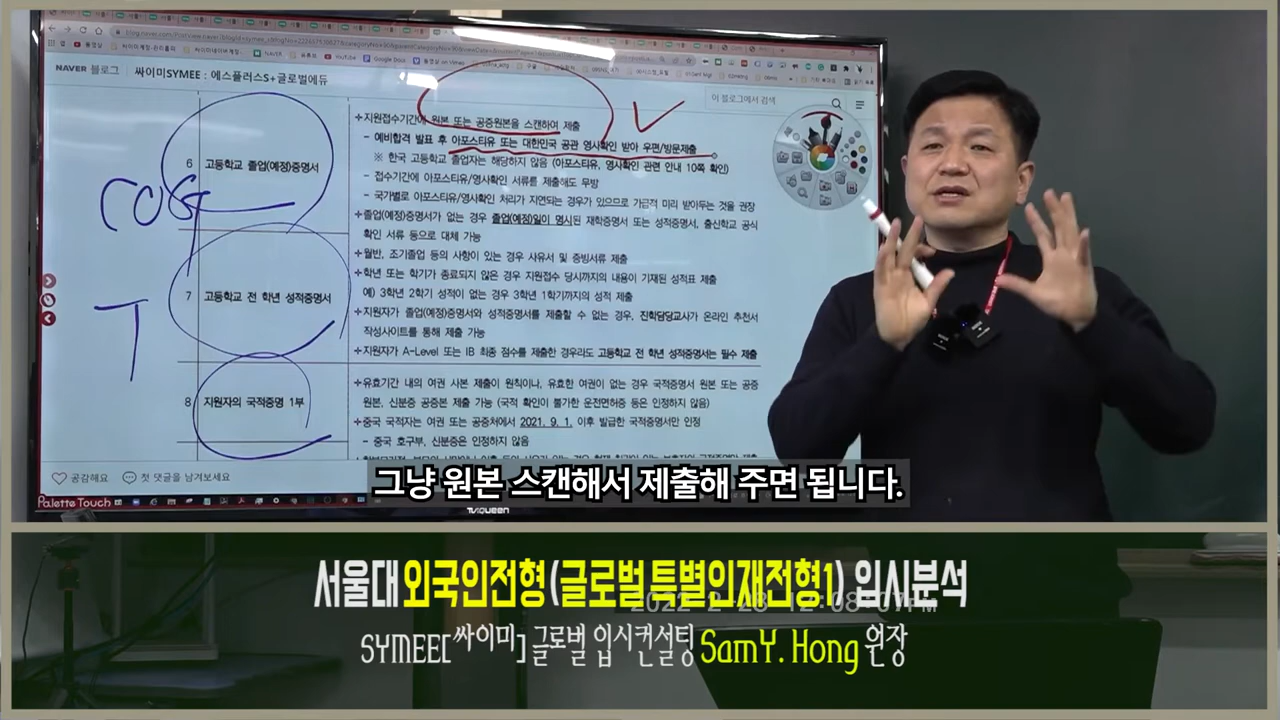 NAVER 블로그 싸이미SYMEE : 에스플러스S+글로벌에듀
이 블로그에서 검색
✢지원접수기간에 원본 또는 공증원본을 스캔하여 제출
- 예비합격 발표 후 아포스티유 또는 대한민국 공관 영사확인 받아 우편/방문제출
※ 한국 고등학교 졸업자는 해당하지 않음 (아포스티유, 영사확인 관련 안내 10쪽 확인)
6 고등학교 졸업(예정)증명서
- 접수기간에 아포스티유/영사확인 서류를 제출해도 무방
- 국가별로 아포스티유/영사확인 처리가 지연되는 경우가 있으므로 가급적 미리 받아두는 것을 권장
✢졸업(예정)증명서가 없는 경우 졸업(예정)일이 명시된 재학증명서 또는 성적증명서, 출신학교 공식
확인 서류 등으로 대체 가능
✢월반, 조기졸업 등의 사항이 있는 경우 사유서 및 증빙서류 제출
✢학년 또는 학기가 종료되지 않은 경우 지원접수 당시까지의 내용이 기재된 성적표 제출
7 고등학교 전 학년 성적증명서
예) 3학년 2학기 성적이 없는 경우 3학년 1학기까지의 성적 제출
✢지원자가 졸업(예정)증명서와 성적증명서를 제출할 수 없는 경우, 진학담당교사가 온라인 추천서
작성사이트를 통해 제출 가능
✢지원자가 A-Level 또는 IB 최종 점수를 제출한 경우라도 고등학교 전 학년 성적증명서는 필수 제출
8 지원자의 국적증명 1부
✢유효기간 내의 여권 사본 제출이 원칙이나, 유효한 여권이 없는 경우 국적증명서 원본 또는 공증
원본, 신분증 공증본 제출 가능 (국적 확인이 불가한 운전면허증 등은 인정하지 않음)
✢중국 국적자는 여권 또는 공증처에서 2021. 9. 1. 이후 발급한 국적증명서만 인정
- 중국 호구부, 신분증은 인정하지 않음
공감해요 첫 댓글을 남겨보세요
그냥 원본 스캔해서 제출해 주면 됩니다.
Palette Touch
서울대 외국인전형 (글로벌 특별인재전형1) 입시분석
2022-2-28 12:08:07PM
SYMEE[싸이미] 글로벌 입시컨설팅 Sam Y. Hong 원장